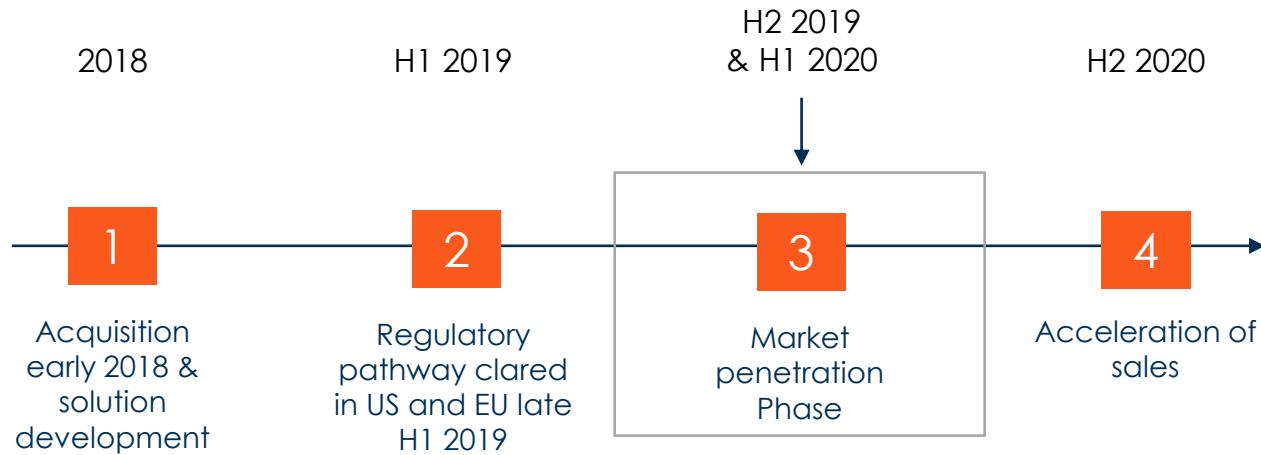 2018
H1 2019
H2 2019
& H1 2020
H2 2020
1
2
3
4
Acquisition
early 2018 &
solution
development
Regulatory
pathway clared
in US and EU late
H1 2019
Market
penetration
Phase
Acceleration of
sales